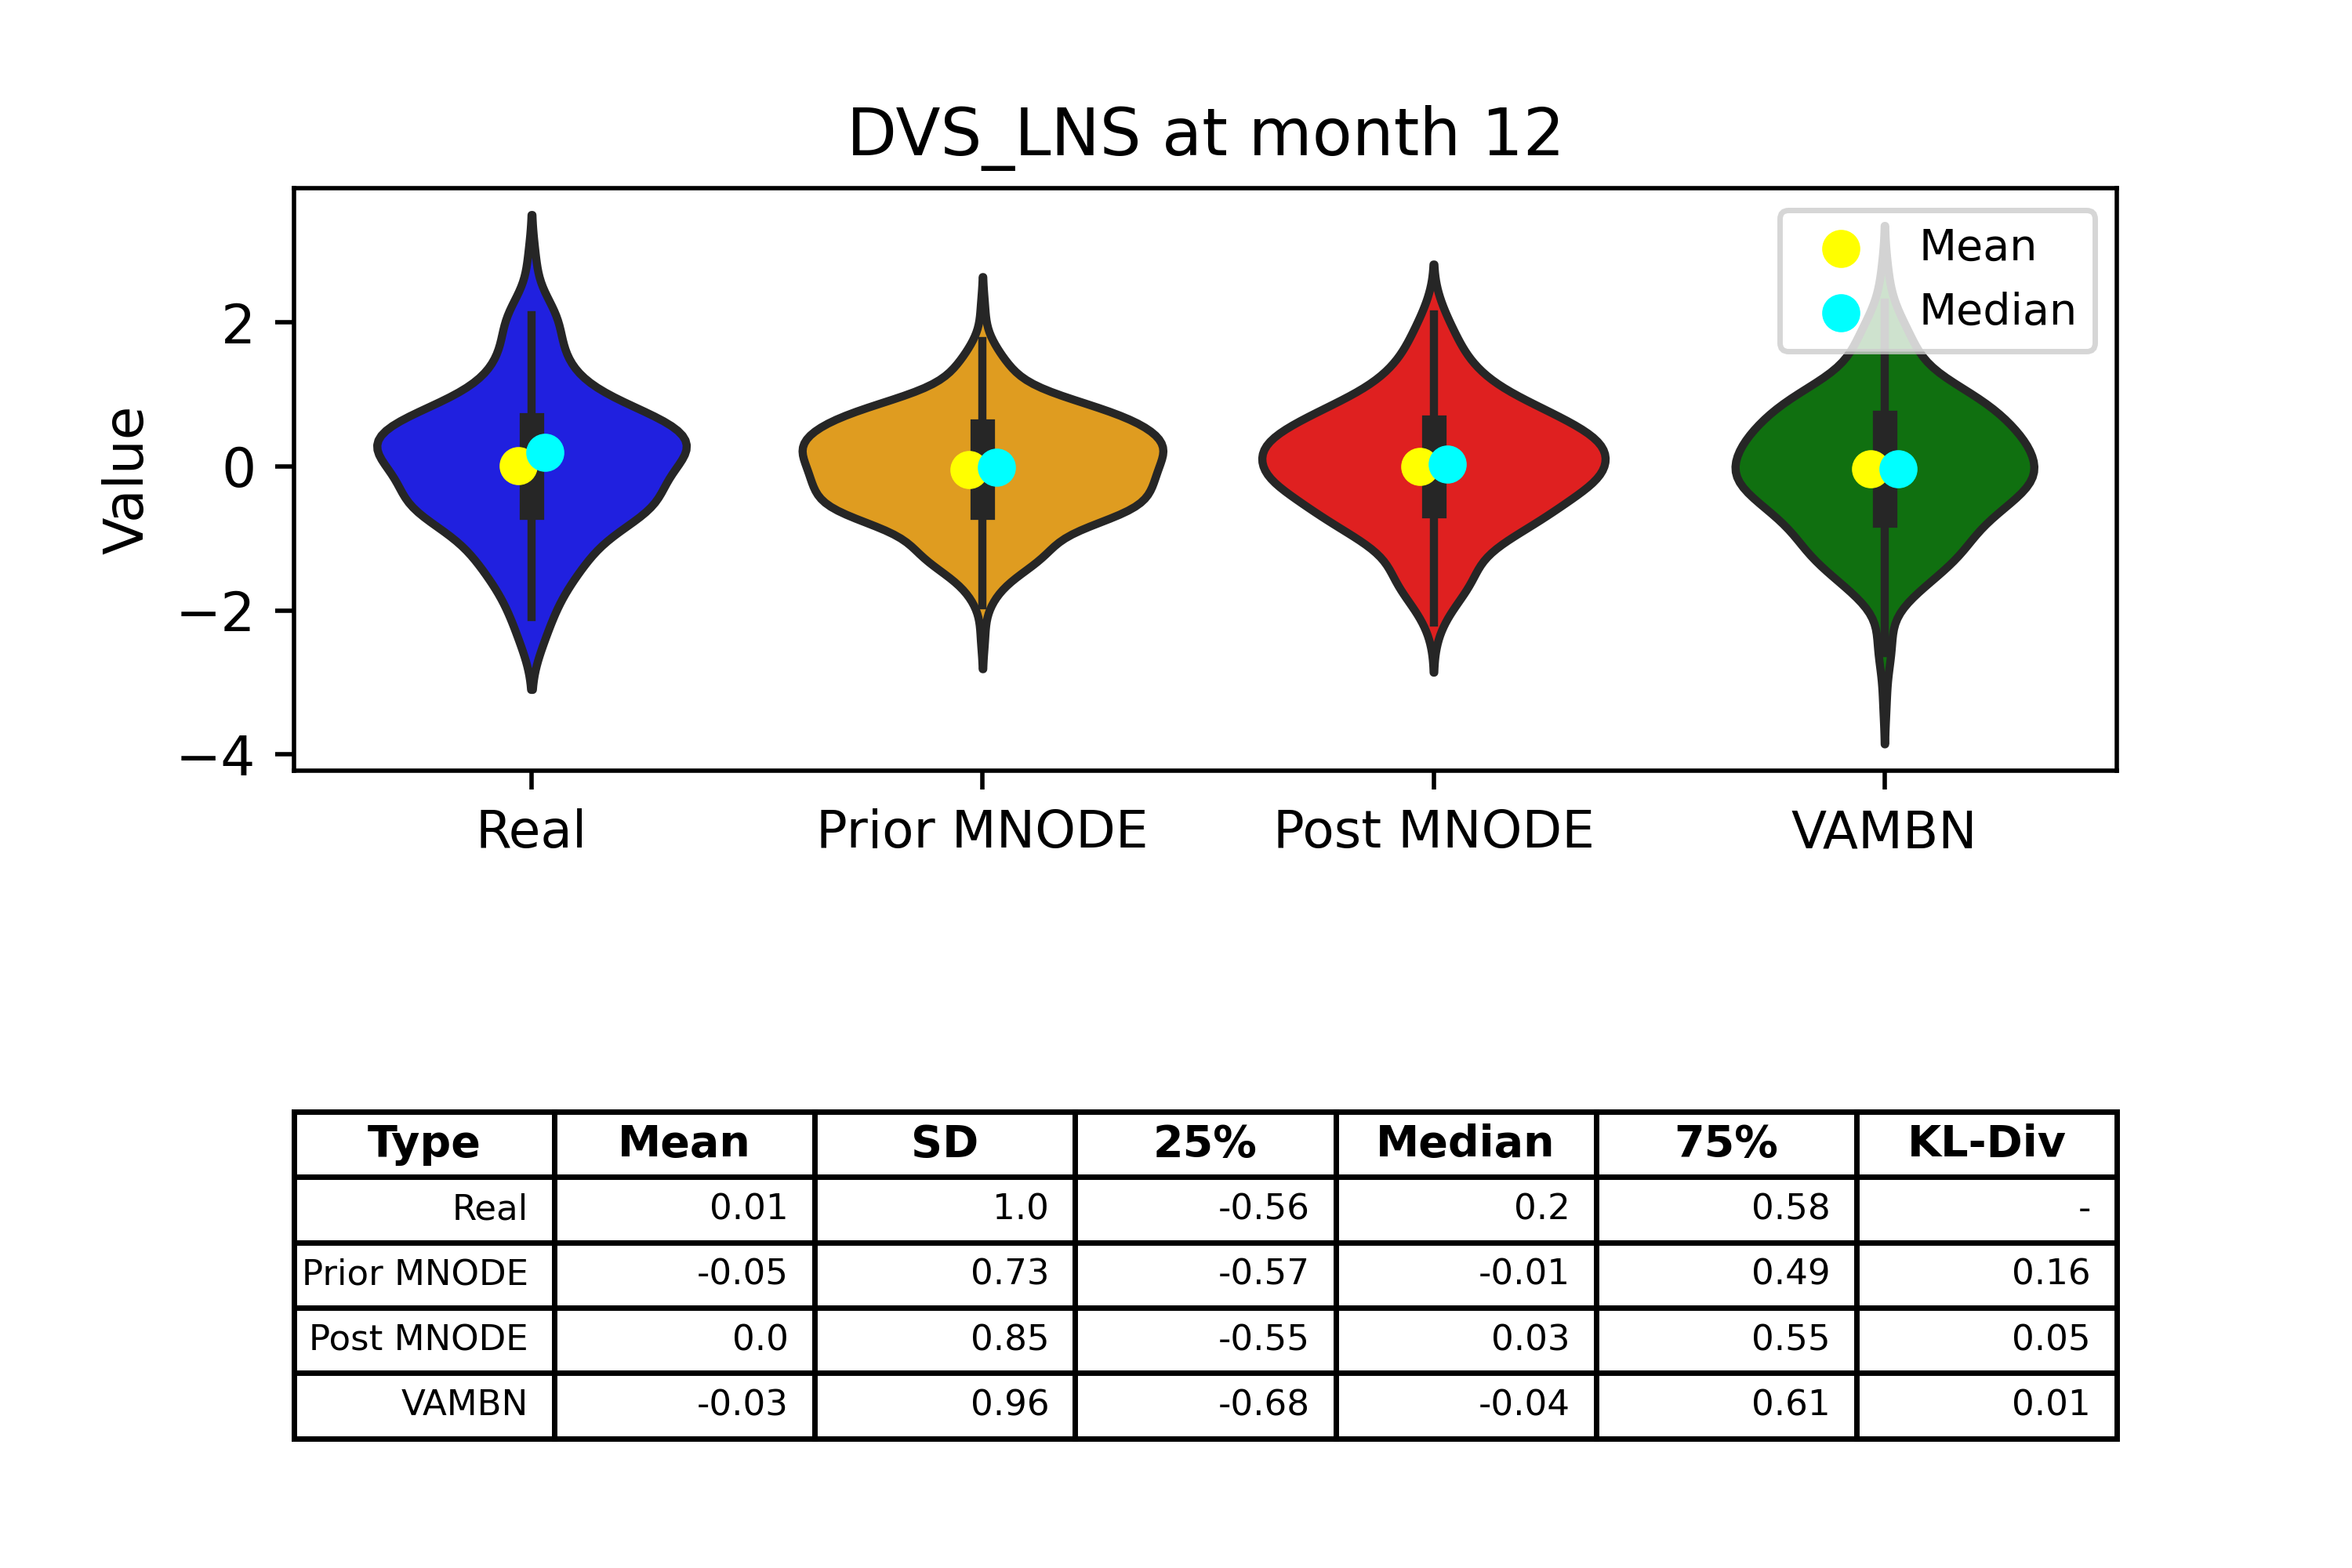 DVS_LNS at month 12
Mean
Median
Value
2
0
−2
−4
Real Prior MNODE Post MNODE VAMBN
Type Mean SD 25% Median 75% KL-Div
Real 0.01 1.0 -0.56 0.2 0.58 -
Prior MNODE -0.05 0.73 -0.57 -0.01 0.49 0.16
Post MNODE 0.0 0.85 -0.55 0.03 0.55 0.05
VAMBN -0.03 0.96 -0.68 -0.04 0.61 0.01